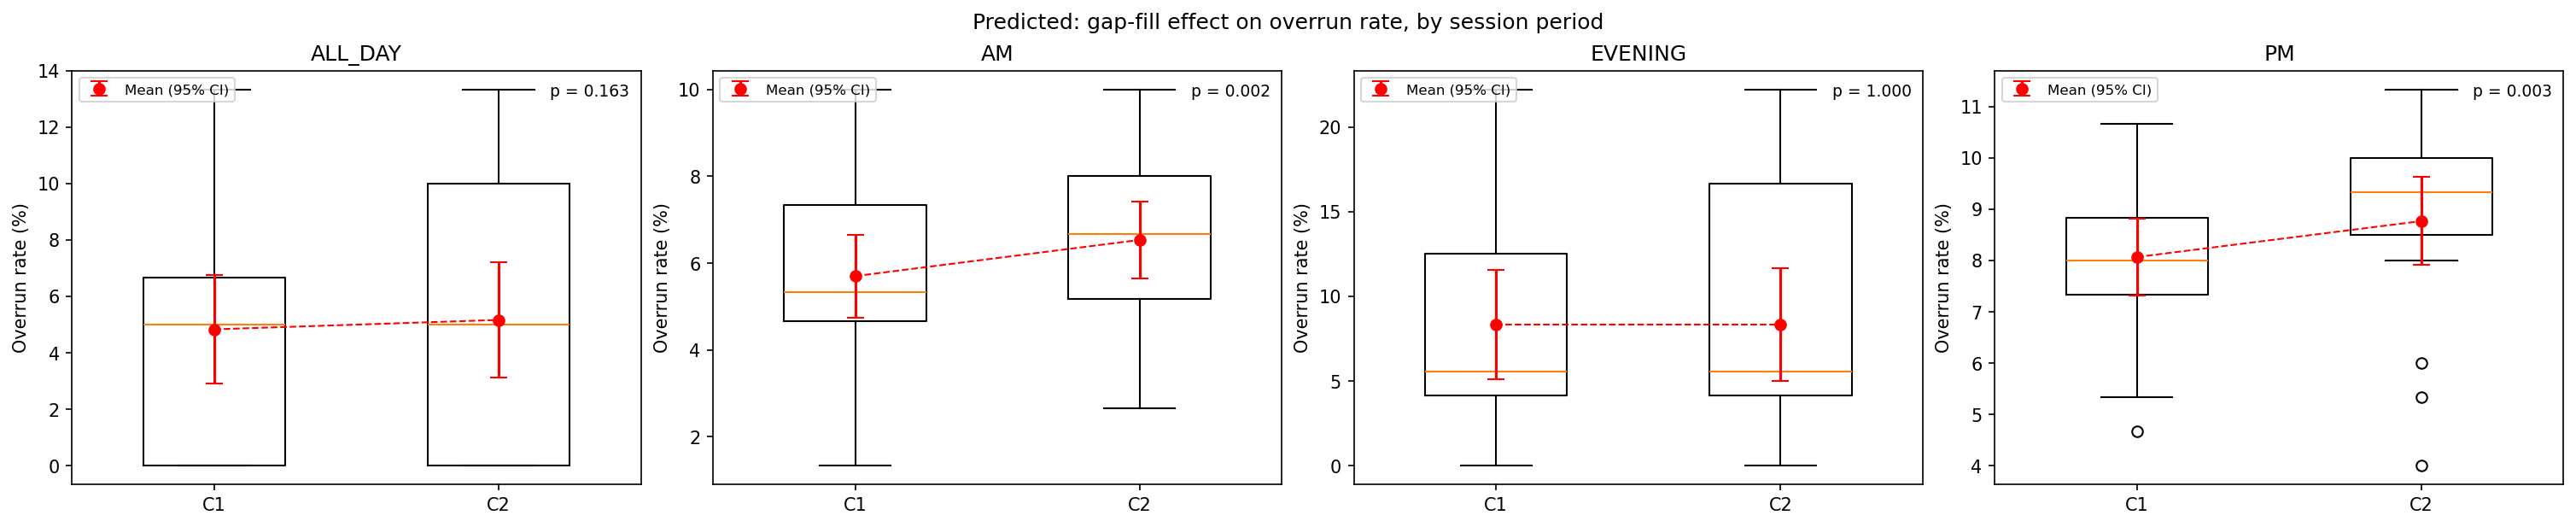 Predicted: gap-fill effect on overrun rate, by session period
ALL_DAY
Overrun rate (%)
14
12
10
8
6
4
2
0
Mean (95% CI)
p = 0.163
C1
C2
AM
Overrun rate (%)
10
8
6
4
2
Mean (95% CI)
p = 0.002
C1
C2
EVENING
Overrun rate (%)
20
15
10
5
0
Mean (95% CI)
p = 1.000
C1
C2
PM
Overrun rate (%)
11
10
9
8
7
6
5
4
Mean (95% CI)
p = 0.003
C1
C2